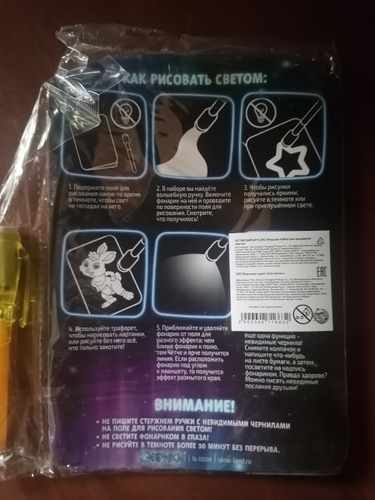 КАК РИСОВАТЬ СВЕТОМ:
1. Подержите поле для
рисования какое-то время
в темноте, чтобы свет
не попадал на него.
2. В наборе вы найдёте
волшебную ручку. Включите
фонарик на ней и проведите
по поверхности поля для
рисования. Смотрите,
что получилось!
3. Чтобы рисунки
получались яркими,
рисуйте в темноте или
при приглушённом свете.
4. Используйте трафарет,
чтобы нарисовать картинки,
или рисуйте без него всё,
что только захотите!
5. Приближайте и удаляйте
фонарик от поля для
разного эффекта: чем
ближе фонарик к полю,
тем чётче и ярче получится
линия. Если расположить
фонарик под углом
к планшету, то получится
эффект размытого края.
еще одна функция -
невидимые чернила!
Снимите колпачок и
напишите что-нибудь
на листе бумаги, а затем
посветите на надпись
фонариком. Правда здорово?
Можно писать невидимые
послания друзьям!
EAC
ВНИМАНИЕ!
• НЕ ПИШИТЕ СТЕРЖНЕМ РУЧКИ С НЕВИДИМЫМИ ЧЕРНИЛАМИ
НА ПОЛЕ ДЛЯ РИСОВАНИЯ СВЕТОМ!
• НЕ СВЕТИТЕ ФОНАРИКОМ В ГЛАЗА!
• НЕ РИСУЙТЕ В ТЕМНОТЕ БОЛЕЕ 30 МИНУТ БЕЗ ПЕРЕРЫВА.
sima-land.ru